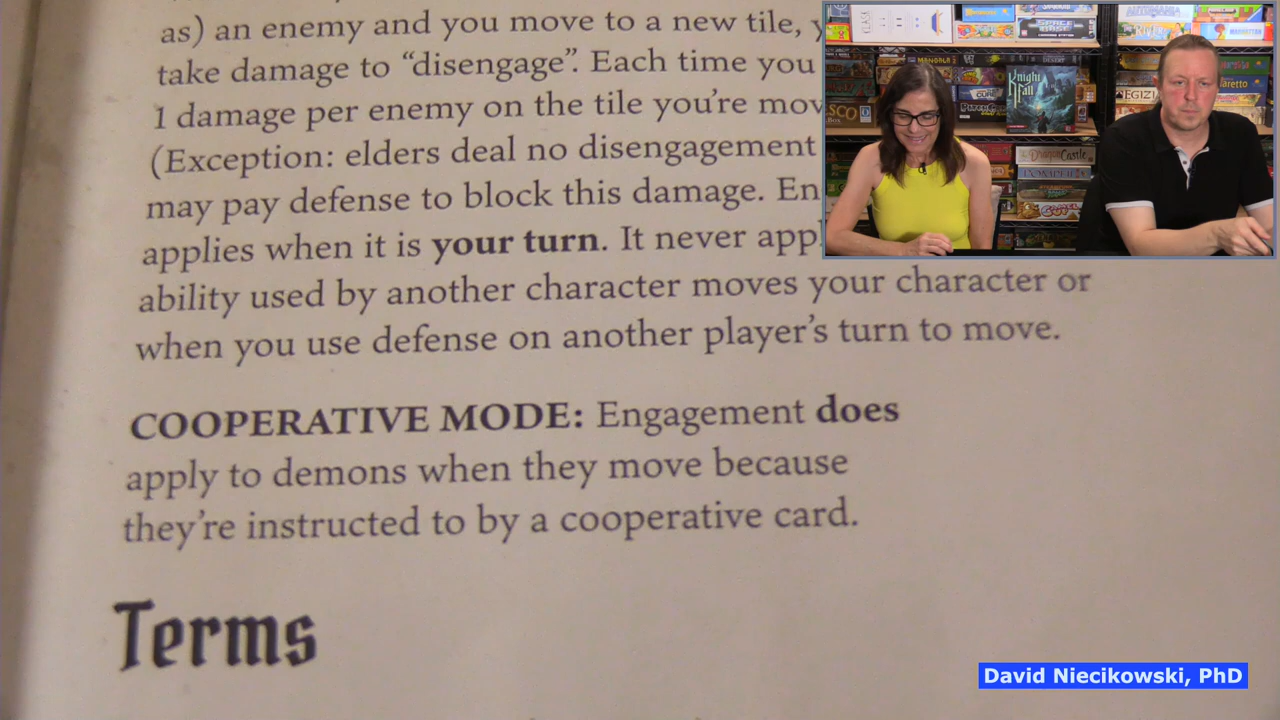 as) an enemy and you move to a new tile,
take damage to “disengage”. Each time you
1 damage per enemy on the tile you’re mov
(Exception: elders deal no disengagement
may pay defense to block this damage. En
applies when it is your turn. It never app
ability used by another character moves your character or
when you use defense on another player’s turn to move.
COOPERATIVE MODE: Engagement does
apply to demons when they move because
they’re instructed to by a cooperative card.
Terms
Knight
Fall
EGIZI
Dragon Castle
David Niecikowski, PhD